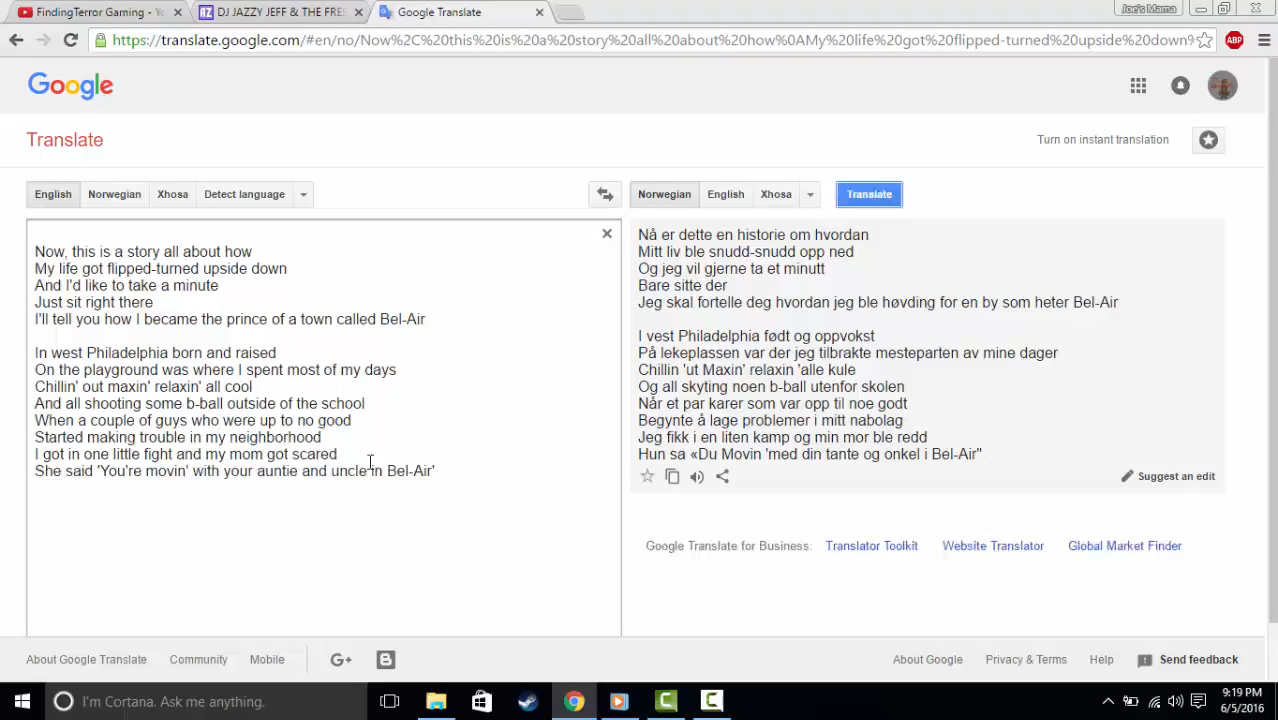 FindingTerror Gaming - Yo
DJ JAZZY JEFF & THE FRES
Google Translate
Joe's Mama
https://translate.google.com/#en/no/Now%2C%20this%20is%20a%20story%20all%20about%20how%0AMy%20life%20got%20flipped-turned%20upside%20down%
ABP
Google
Translate
Turn on instant translation
English Norwegian Xhosa Detect language
Norwegian English Xhosa Translate
Now, this is a story all about how
My life got flipped-turned upside down
And I'd like to take a minute
Just sit right there
I'll tell you how I became the prince of a town called Bel-Air
In west Philadelphia born and raised
On the playground was where I spent most of my days
Chillin' out maxin' relaxin' all cool
And all shooting some b-ball outside of the school
When a couple of guys who were up to no good
Started making trouble in my neighborhood
I got in one little fight and my mom got scared
She said 'You're movin' with your auntie and uncle in Bel-Air'
Nå er dette en historie om hvordan
Mitt liv ble snudd-snudd opp ned
Og jeg vil gjerne ta et minutt
Bare sitte der
Jeg skal fortelle deg hvordan jeg ble høvding for en by som heter Bel-Air
I vest Philadelphia født og oppvokst
På lekeplassen var der jeg tilbrakte mesteparten av mine dager
Chillin 'ut Maxin' relaxin 'alle kule
Og all skyting noen b-ball utenfor skolen
Når et par karer som var opp til noe godt
Begynte å lage problemer i mitt nabolag
Jeg fikk i en liten kamp og min mor ble redd
Hun sa «Du Movin 'med din tante og onkel i Bel-Air"
Suggest an edit
Google Translate for Business: Translator Toolkit Website Translator Global Market Finder
About Google Translate Community Mobile
About Google Privacy & Terms Help Send feedback
I'm Cortana. Ask me anything.
9:19 PM
6/5/2016